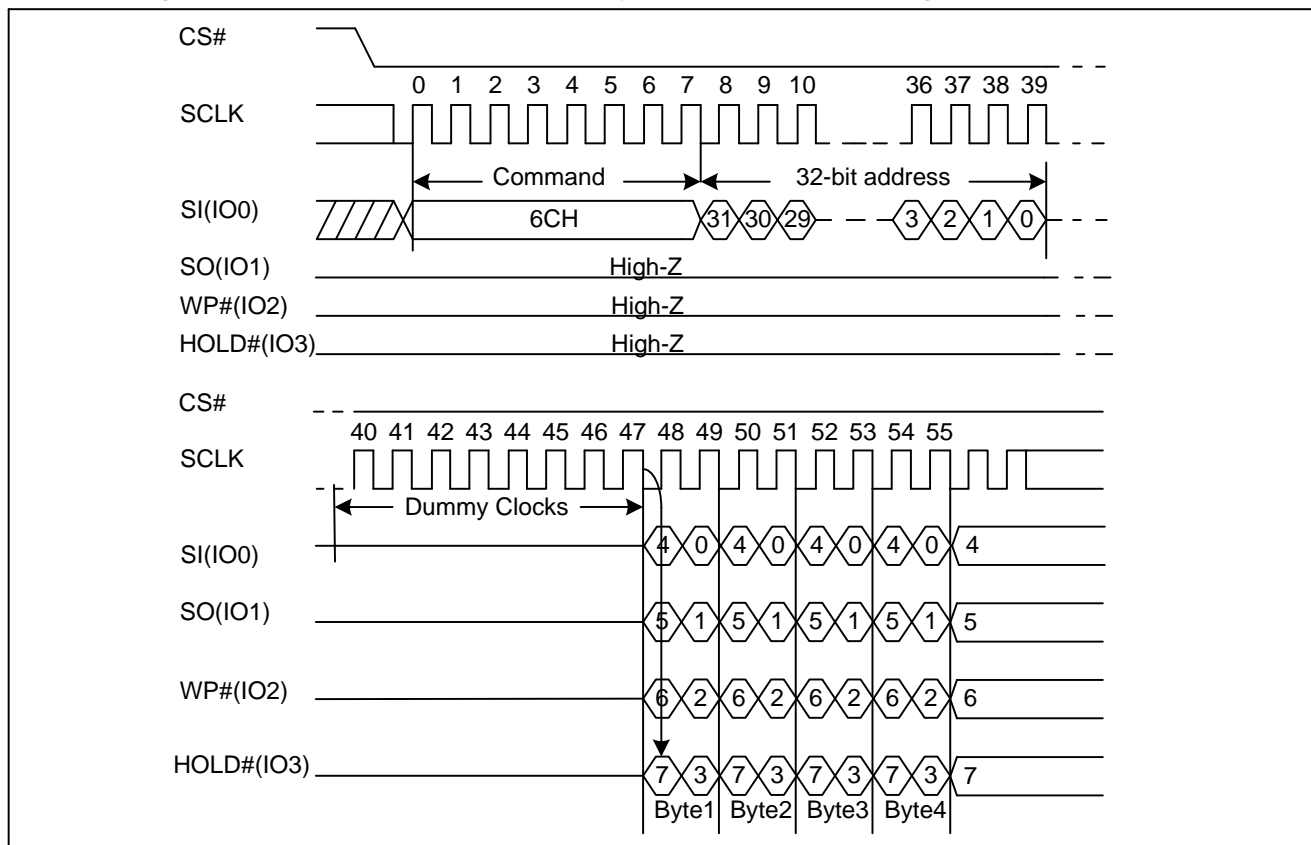 CS#
0 1 2 3 4 5 6 7 8 9 10 36 37 38 39
SCLK
Command 32-bit address
SI(IO0) 6CH 31 30 29 3 2 1 0
SO(IO1) High-Z
WP#(IO2) High-Z
HOLD#(IO3) High-Z
CS#
40 41 42 43 44 45 46 47 48 49 50 51 52 53 54 55
SCLK
Dummy Clocks
SI(IO0) 4 0 4 0 4 0 4 0 4
SO(IO1) 5 1 5 1 5 1 5 1 5
WP#(IO2) 6 2 6 2 6 2 6 2 6
HOLD#(IO3) 7 3 7 3 7 3 7 3 7
Byte1 Byte2 Byte3 Byte4